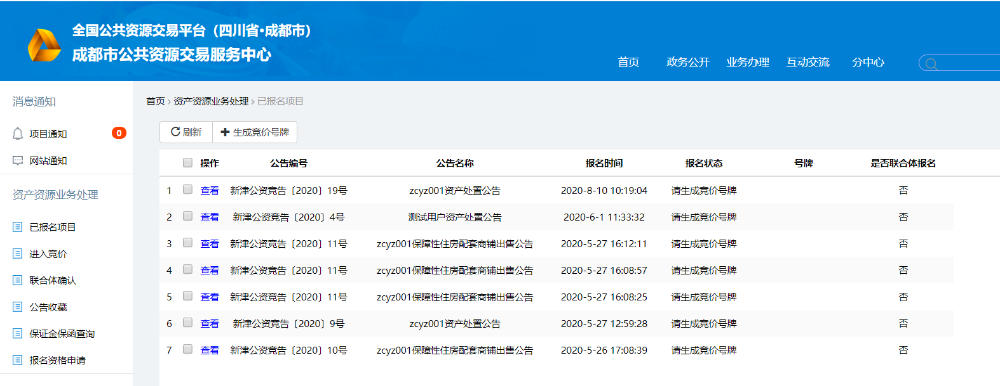 全国公共资源交易平台（四川省·成都市）
成都市公共资源交易服务中心
首页 政务公开 业务办理 互动交流 分中心
消息通知
项目通知 0
网站通知
资产资源业务处理
已报名项目
进入竞价
联合体确认
公告收藏
保证金保函查询
报名资格申请
首页 › 资产资源业务处理 › 已报名项目
刷新 生成竞价号牌
操作 公告编号 公告名称 报名时间 报名状态 号牌 是否联合体报名
1 查看 新津公资竞告〔2020〕19号 zcyz001资产处置公告 2020-8-10 10:19:04 请生成竞价号牌 否
2 查看 新津公资竞告〔2020〕4号 测试用户资产处置公告 2020-6-1 11:33:32 请生成竞价号牌 否
3 查看 新津公资竞告〔2020〕11号 zcyz001保障性住房配套商铺出售公告 2020-5-27 16:12:11 请生成竞价号牌 否
4 查看 新津公资竞告〔2020〕11号 zcyz001保障性住房配套商铺出售公告 2020-5-27 16:08:57 请生成竞价号牌 否
5 查看 新津公资竞告〔2020〕11号 zcyz001保障性住房配套商铺出售公告 2020-5-27 16:08:25 请生成竞价号牌 否
6 查看 新津公资竞告〔2020〕9号 zcyz001资产处置公告 2020-5-27 12:59:28 请生成竞价号牌 否
7 查看 新津公资竞告〔2020〕10号 zcyz001保障性住房配套商铺出售公告 2020-5-26 17:08:39 请生成竞价号牌 否